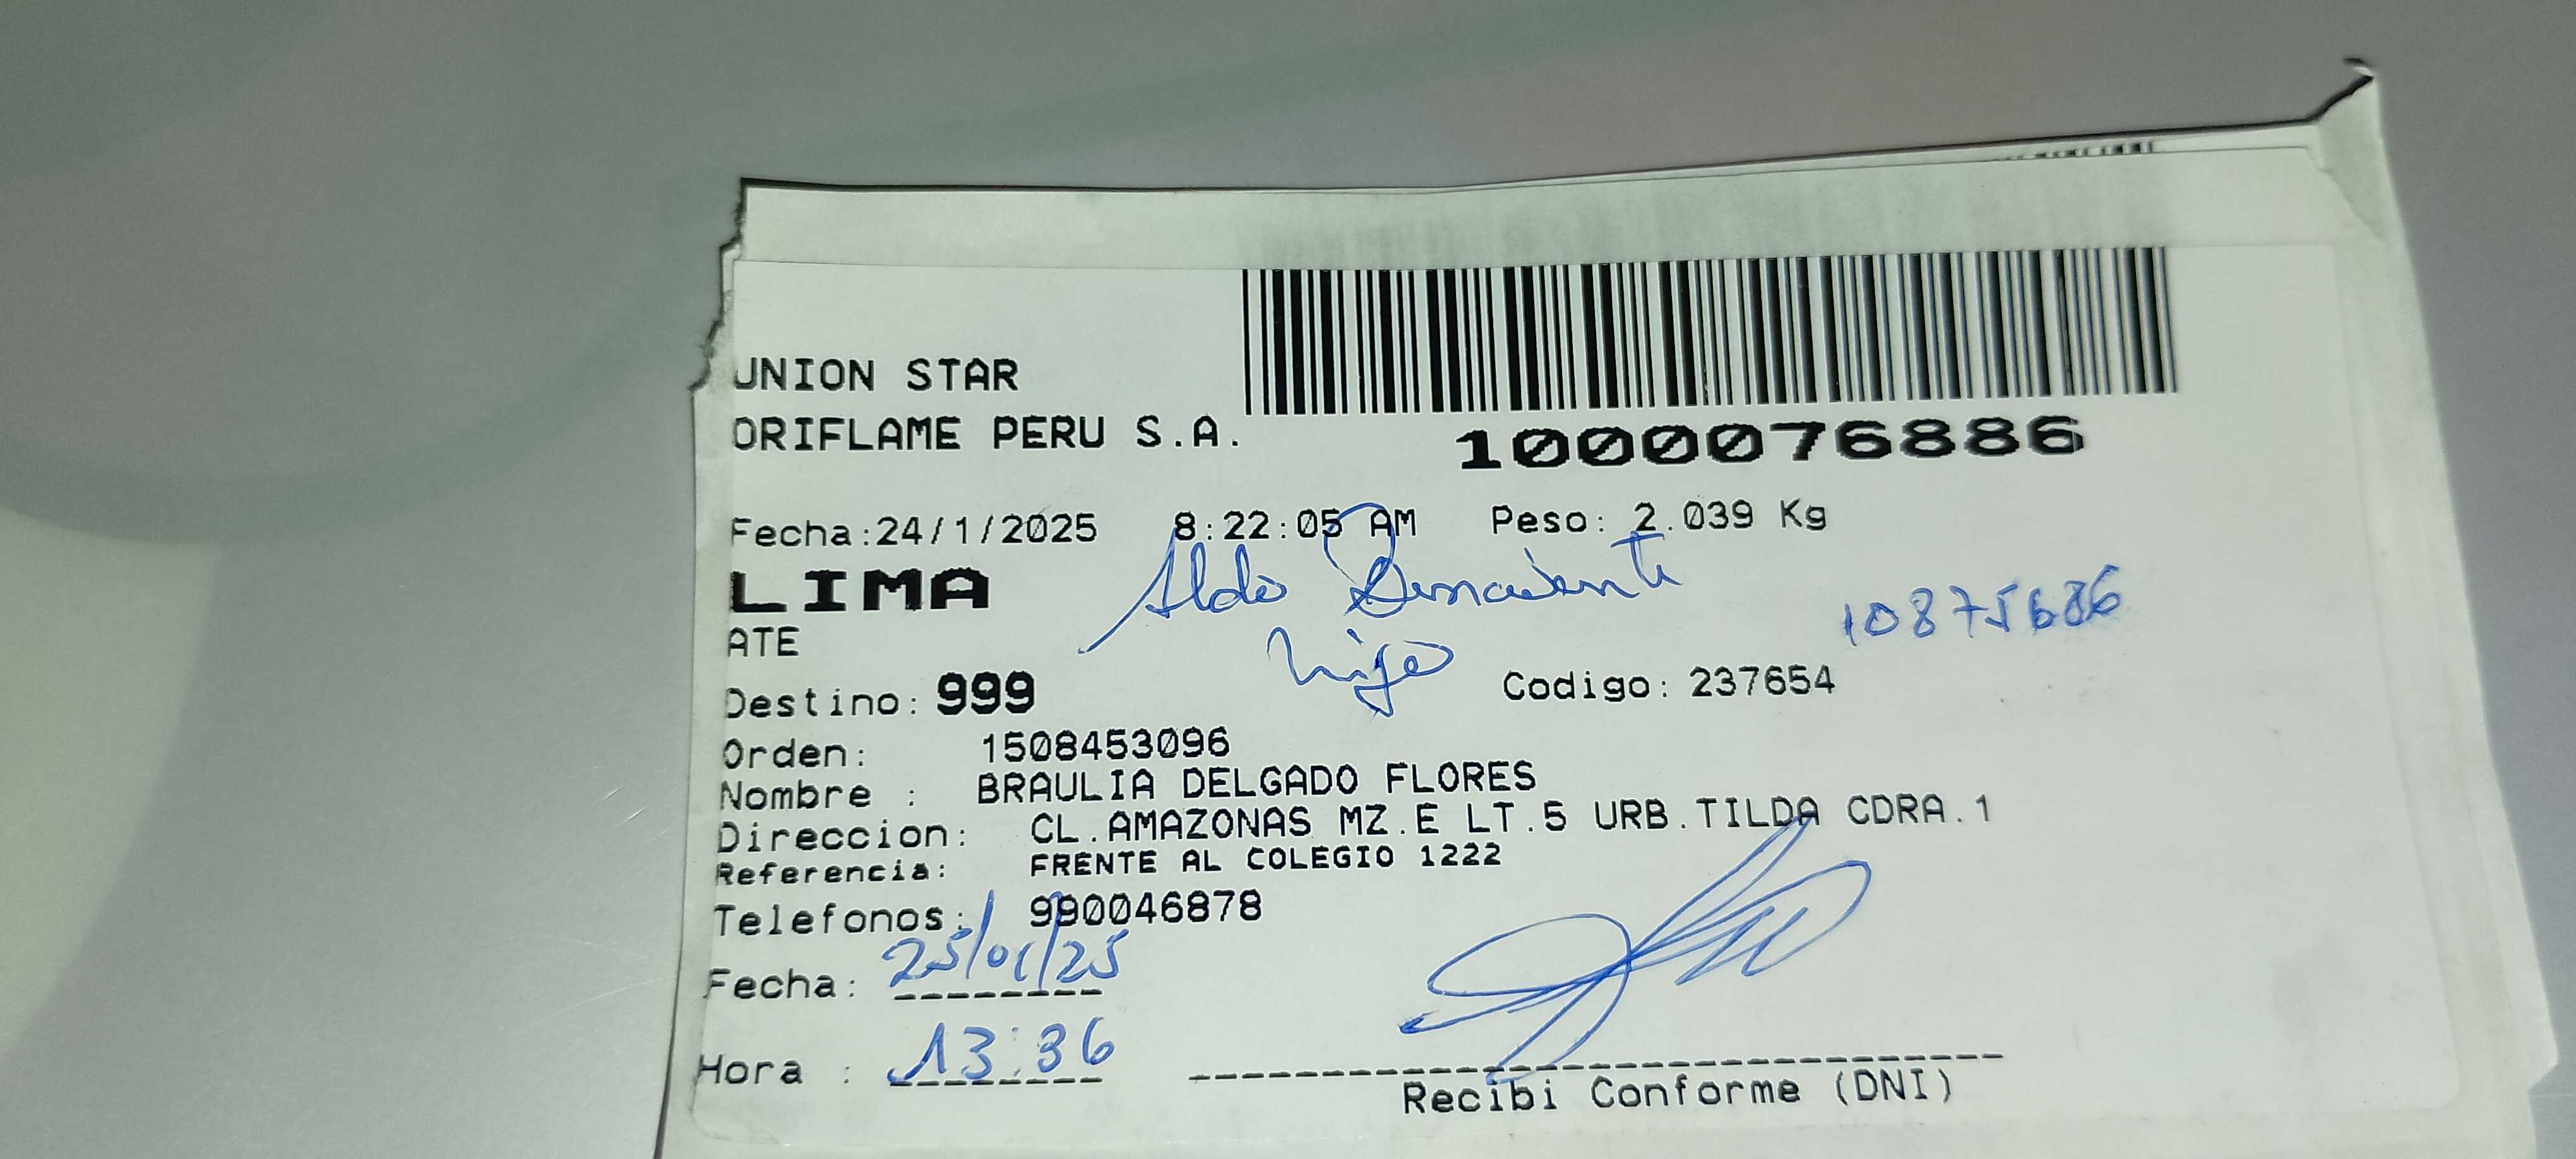 UNION STAR
ORIFLAME PERU S.A.
1000076886
Fecha:24/1/2025 8:22:05 AM Peso: 2.039 Kg
LIMA
Aldo Benavente
10875686
ATE
hijo
Destino: 999 Codigo: 237654
Orden: 1508453096
Nombre : BRAULIA DELGADO FLORES
Direccion: CL.AMAZONAS MZ.E LT.5 URB.TILDA CDRA.1
Referencia: FRENTE AL COLEGIO 1222
Telefonos: 990046878
Fecha: 25/01/25
Hora : 13:36
Recibi Conforme (DNI)